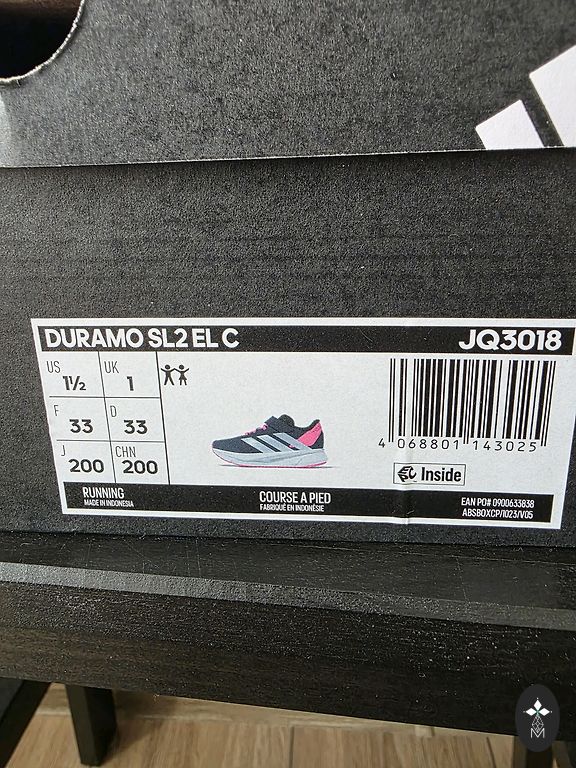 DURAMO SL2 EL C
JQ3018
US 1½ UK 1
F 33 D 33
J 200 CHN 200
4 068801 143025
Inside
RUNNING
MADE IN INDONESIA
COURSE A PIED
FABRIQUÉ EN INDONÉSIE
EAN PO# 0900633838
ABSBOXCP/1023/V05
M